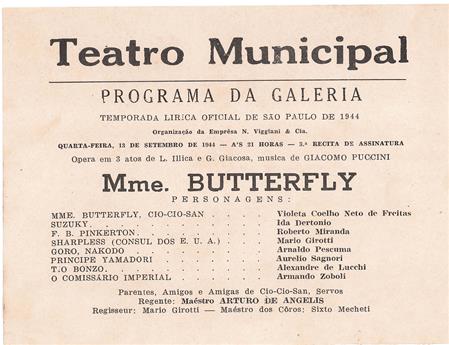 Teatro Municipal
PROGRAMA DA GALERIA
TEMPORADA LIRICA OFICIAL DE SÃO PAULO DE 1944
Organização da Emprêsa N. Viggiani & Cia.
QUARTA-FEIRA, 13 DE SETEMBRO DE 1944 — A'S 21 HORAS — 3.ª RECITA DE ASSINATURA
Opera em 3 atos de L. Illica e G. Giacosa, musica de GIACOMO PUCCINI
Mme. BUTTERFLY
PERSONAGENS:
MME. BUTTERFLY, CIO-CIO-SAN . . . . . Violeta Coelho Neto de Freitas
SUZUKY . . . . . . . . . . Ida Dertonio
F. B. PINKERTON . . . . . . . . Roberto Miranda
SHARPLESS (CONSUL DOS E. U. A.) . . . . Mario Girotti
GORO, NAKODO . . . . . . . . Arnaldo Pescuma
PRINCIPE YAMADORI . . . . . . . Aurelio Sagnori
T.O BONZO . . . . . . . . . Alexandre de Lucchi
O COMISSÁRIO IMPERIAL . . . . . . Armando Zoboli
Parentes, Amigos e Amigas de Cio-Cio-San, Servos
Regente: Maéstro ARTURO DE ANGELIS
Regisseur: Mario Girotti — Maéstro dos Côros; Sixto Mecheti